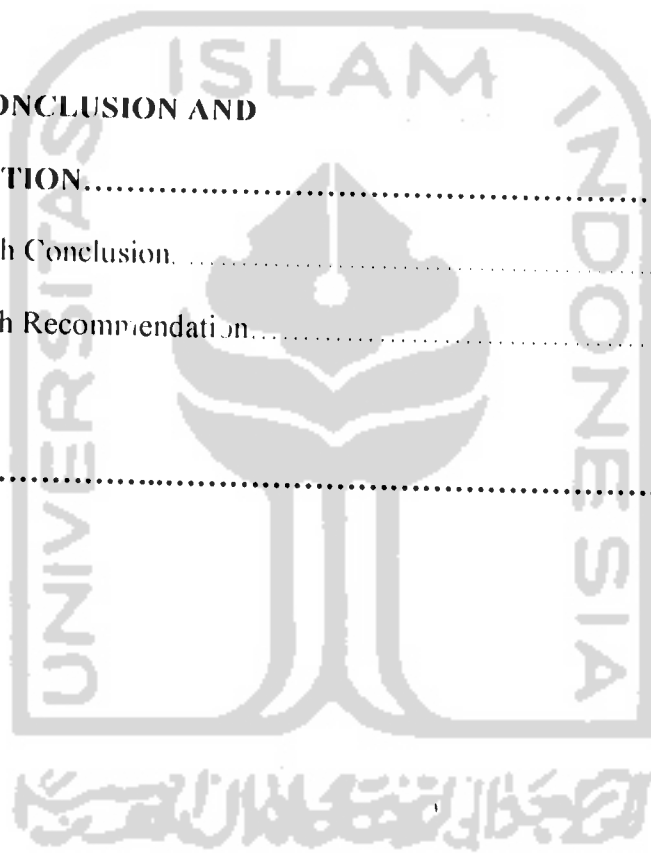 ISLAM
UNIVERSITAS
INDONESIA
ONCLUSION AND
TION........................................................
h Conclusion........................................................
h Recommendation........................................
........................................................................